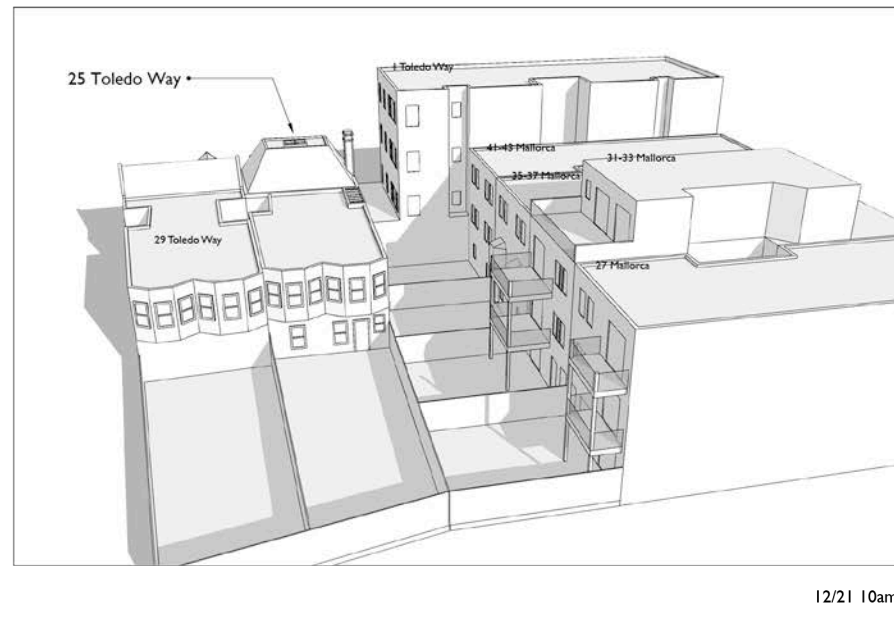 1 Toledo Way
25 Toledo Way
41-43 Mallorca
31-33 Mallorca
25-37 Mallorca
29 Toledo Way
27 Mallorca
12/21 10am